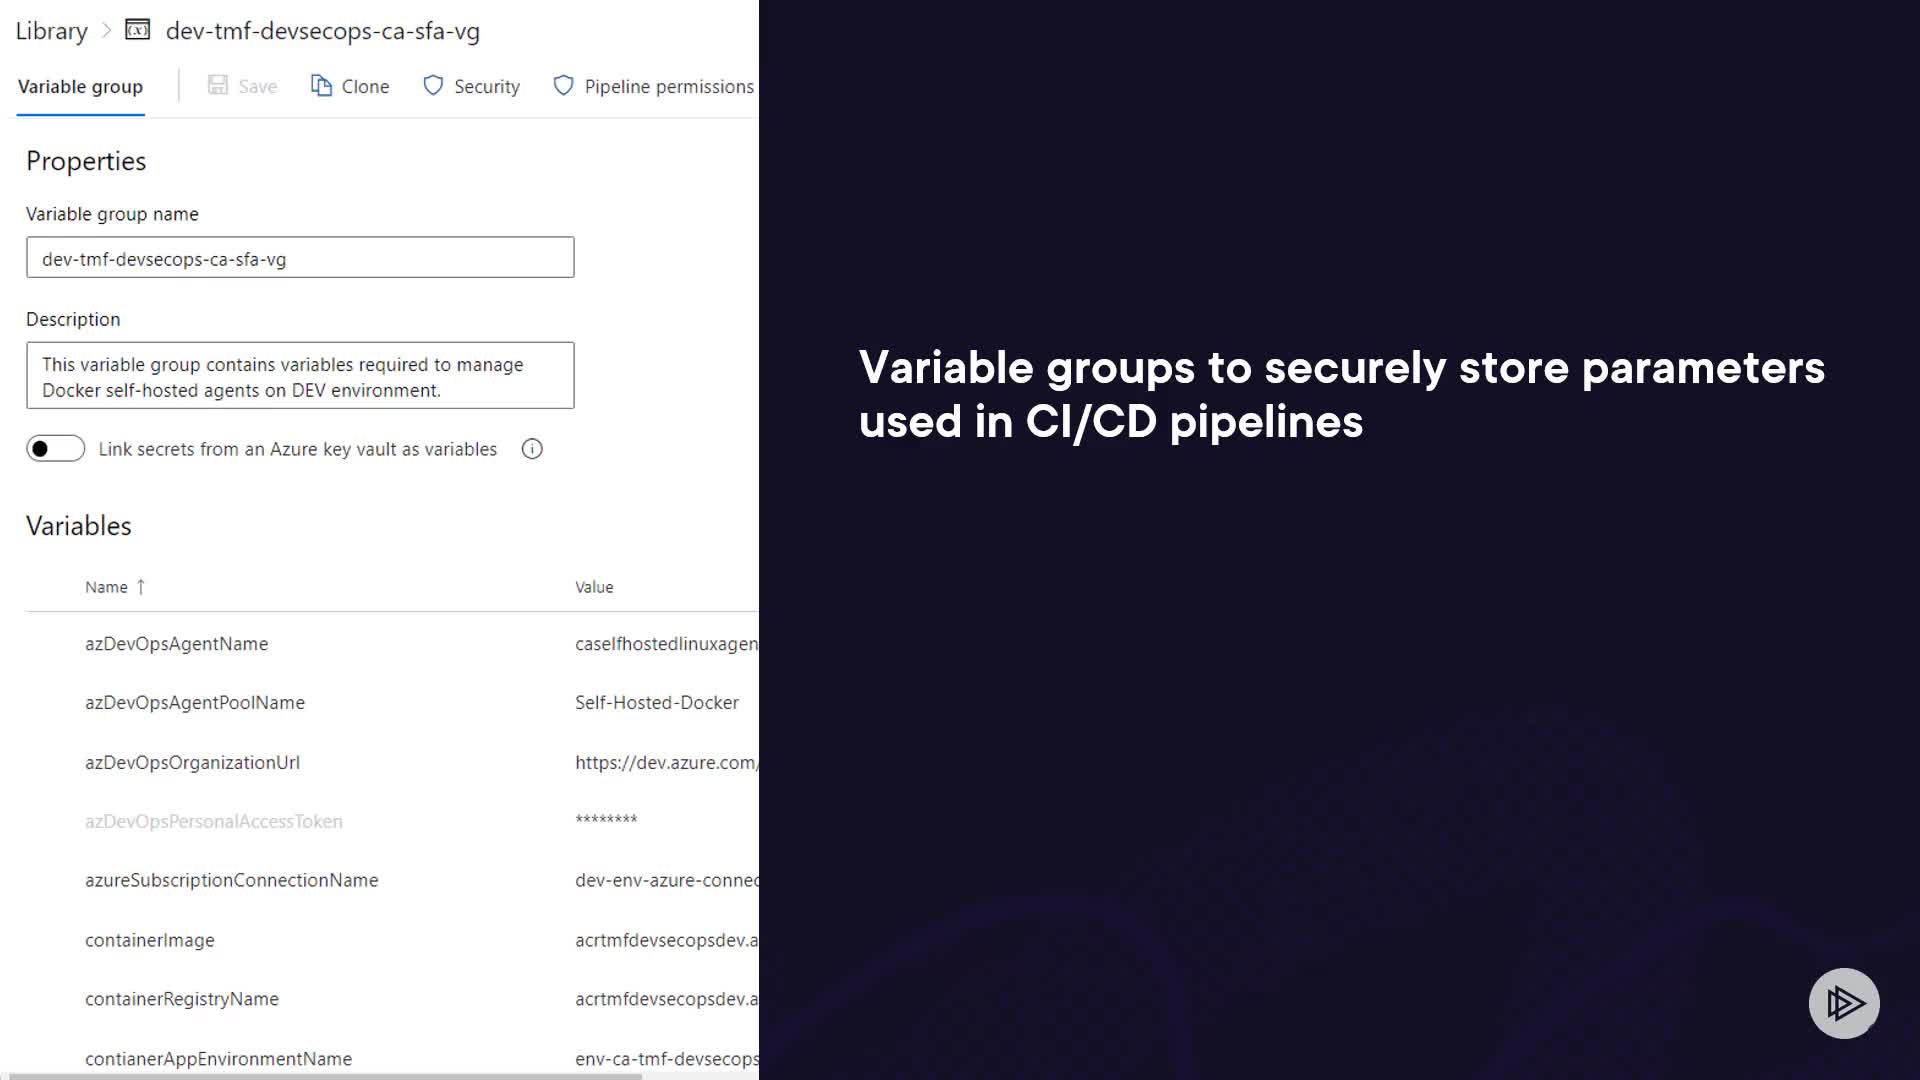 Library > dev-tmf-devsecops-ca-sfa-vg
Variable group Save Clone Security Pipeline permissions
Properties
Variable group name
dev-tmf-devsecops-ca-sfa-vg
Description
This variable group contains variables required to manage
Docker self-hosted agents on DEV environment.
Link secrets from an Azure key vault as variables
Variables
Name ↑ Value
azDevOpsAgentName caselfhostedlinuxagen
azDevOpsAgentPoolName Self-Hosted-Docker
azDevOpsOrganizationUrl https://dev.azure.com/
azDevOpsPersonalAccessToken ********
azureSubscriptionConnectionName dev-env-azure-connec
containerImage acrtmfdevsecopsdev.a
containerRegistryName acrtmfdevsecopsdev.a
contianerAppEnvironmentName env-ca-tmf-devsecops
Variable groups to securely store parameters
used in CI/CD pipelines